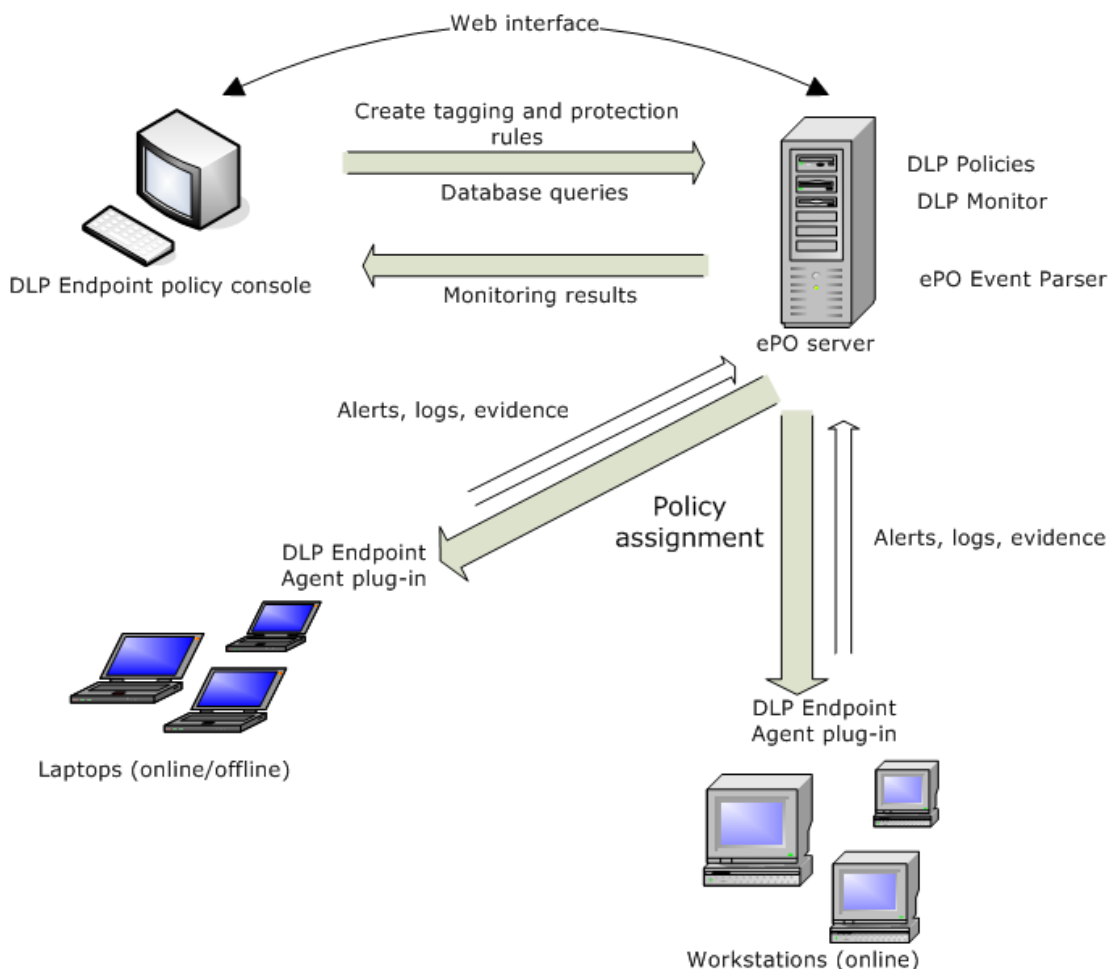 Web interface
Create tagging and protection
rules
Database queries
DLP Policies
DLP Monitor
ePO Event Parser
DLP Endpoint policy console
Monitoring results
ePO server
Alerts, logs, evidence
Policy
assignment
Alerts, logs, evidence
DLP Endpoint
Agent plug-in
Laptops (online/offline)
DLP Endpoint
Agent plug-in
Workstations (online)